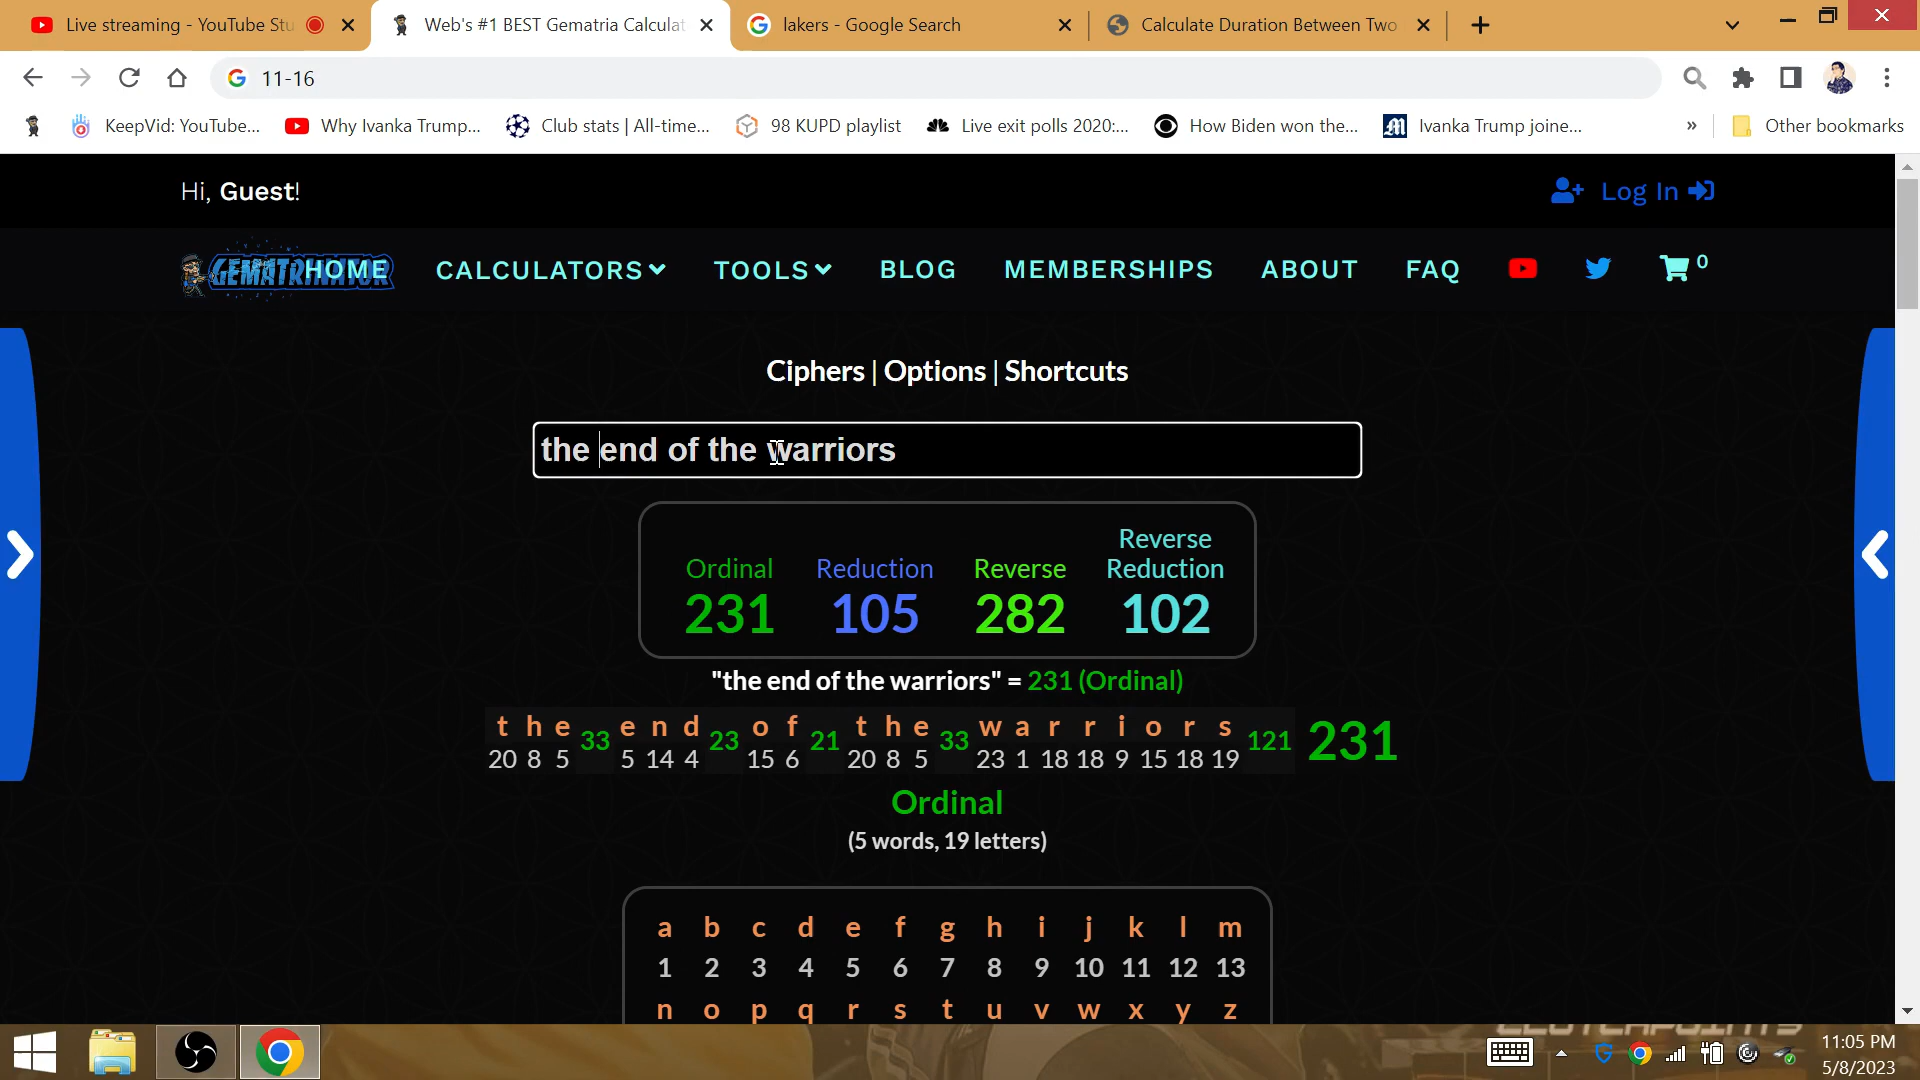 Live streaming - YouTube Stu
Web's #1 BEST Gematria Calculat
lakers - Google Search
Calculate Duration Between Two
11-16
KeepVid: YouTube...
Why Ivanka Trump...
Club stats | All-time...
98 KUPD playlist
Live exit polls 2020:...
How Biden won the...
Ivanka Trump joine...
»
Other bookmarks
Hi, Guest!
Log In
GEMATRINATOR
HOME
CALCULATORS
TOOLS
BLOG
MEMBERSHIPS
ABOUT
FAQ
0
Ciphers | Options | Shortcuts
the end of the warriors
Ordinal Reduction Reverse Reverse Reduction
231 105 282 102
"the end of the warriors" = 231 (Ordinal)
t h e 33 e n d 23 o f 21 t h e 33 w a r r i o r s 121 231
20 8 5 5 14 4 15 6 20 8 5 23 1 18 18 9 15 18 19
Ordinal
(5 words, 19 letters)
a b c d e f g h i j k l m
1 2 3 4 5 6 7 8 9 10 11 12 13
n o p q r s t u v w x y z
CLUTCHPOINTS
11:05 PM
5/8/2023